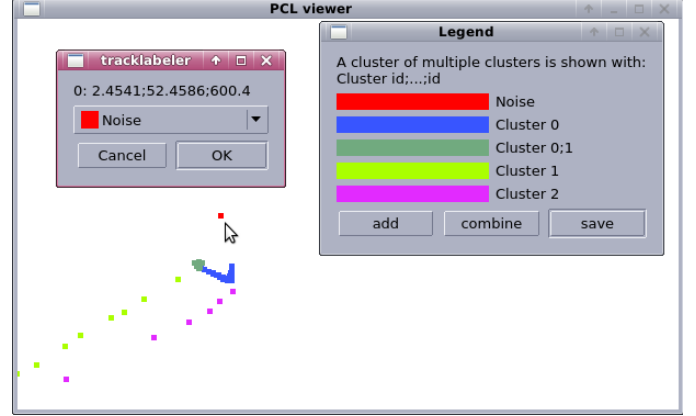 PCL viewer
Legend
A cluster of multiple clusters is shown with:
Cluster id;...;id
Noise
Cluster 0
Cluster 0;1
Cluster 1
Cluster 2
add combine save
tracklabeler
0: 2.4541;52.4586;600.4
Noise
Cancel OK